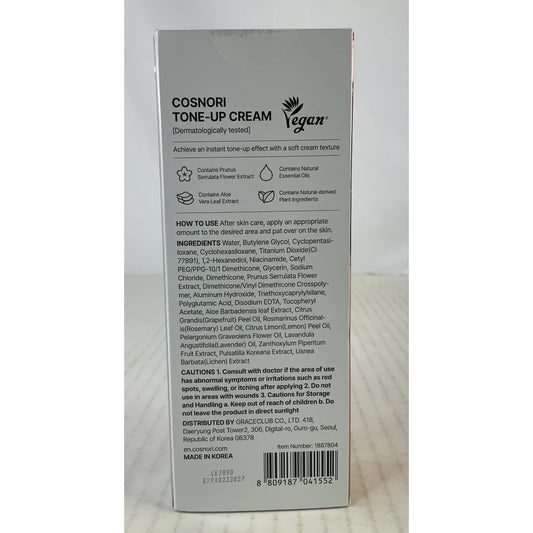 COSNORI
TONE-UP CREAM
[Dermatologically tested]
Vegan®
Achieve an instant tone-up effect with a soft cream texture
Contains Prunus
Serrulata Flower Extract
Contains Natural
Essential Oils
Contains Aloe
Vera Leaf Extract
Contains Natural-derived
Plant ingredients
HOW TO USE After skin care, apply an appropriate
amount to the desired area and pat over on the skin.
INGREDIENTS Water, Butylene Glycol, Cyclopentasi-
loxane, Cyclohexasiloxane, Titanium Dioxide(CI
77891), 1,2-Hexanediol, Niacinamide, Cetyl
PEG/PPG-10/1 Dimethicone, Glycerin, Sodium
Chloride, Dimethicone, Prunus Serrulata Flower
Extract, Dimethicone/Vinyl Dimethicone Crosspoly-
mer, Aluminum Hydroxide, Triethoxycaprylylsilane,
Polyglutamic Acid, Disodium EDTA, Tocopheryl
Acetate, Aloe Barbadensis leaf Extract, Citrus
Grandis(Grapefruit) Peel Oil, Rosmarinus Officinal-
is(Rosemary) Leaf Oil, Citrus Limon(Lemon) Peel Oil,
Pelargonium Graveolens Flower Oil, Lavandula
Angustifolia(Lavender) Oil, Zanthoxylum Piperitum
Fruit Extract, Pulsatilla Koreana Extract, Usnea
Barbata(Lichen) Extract
CAUTIONS 1. Consult with doctor if the area of use
has abnormal symptoms or irritations such as red
spots, swelling, or itching after applying 2. Do not
use in areas with wounds 3. Cautions for Storage
and Handling a. Keep out of reach of children b. Do
not leave the product in direct sunlight
DISTRIBUTED BY GRACECLUB CO., LTD. 418,
Daeryung Post Tower2, 306, Digital-ro, Guro-gu, Seoul,
Republic of Korea 08378
en.cosnori.com
Item Number: 1887804
MADE IN KOREA
CEJ090
EXP10232027
8 809187 041552